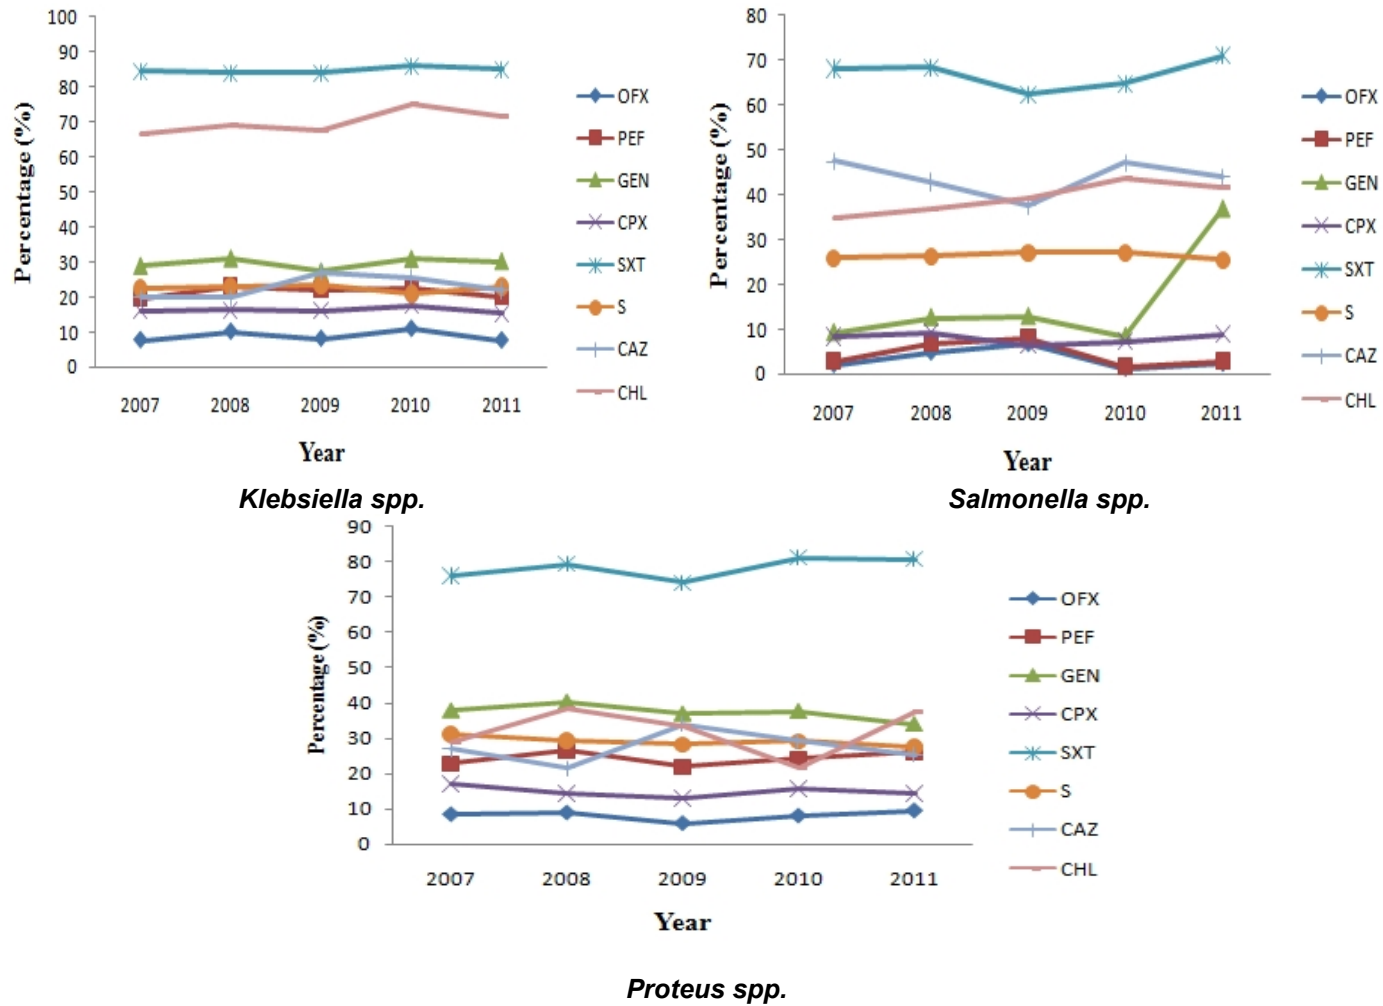 100
90
80
70
60
50
40
30
20
10
0
Percentage (%)
2007 2008 2009 2010 2011
Year
OFX
PEF
GEN
CPX
SXT
S
CAZ
CHL
Klebsiella spp.
80
70
60
50
40
30
20
10
0
Percentage (%)
2007 2008 2009 2010 2011
Year
OFX
PEF
GEN
CPX
SXT
S
CAZ
CHL
Salmonella spp.
90
80
70
60
50
40
30
20
10
0
Percentage (%)
2007 2008 2009 2010 2011
Year
OFX
PEF
GEN
CPX
SXT
S
CAZ
CHL
Proteus spp.